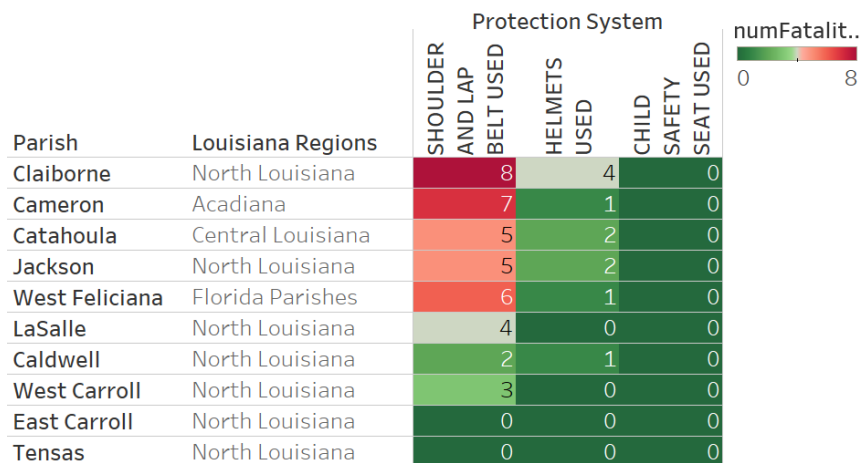 Protection System
numFatalit..
0 8
Parish Louisiana Regions SHOULDER AND LAP BELT USED HELMETS USED CHILD SAFETY SEAT USED
Claiborne North Louisiana 8 4 0
Cameron Acadiana 7 1 0
Catahoula Central Louisiana 5 2 0
Jackson North Louisiana 5 2 0
West Feliciana Florida Parishes 6 1 0
LaSalle North Louisiana 4 0 0
Caldwell North Louisiana 2 1 0
West Carroll North Louisiana 3 0 0
East Carroll North Louisiana 0 0 0
Tensas North Louisiana 0 0 0